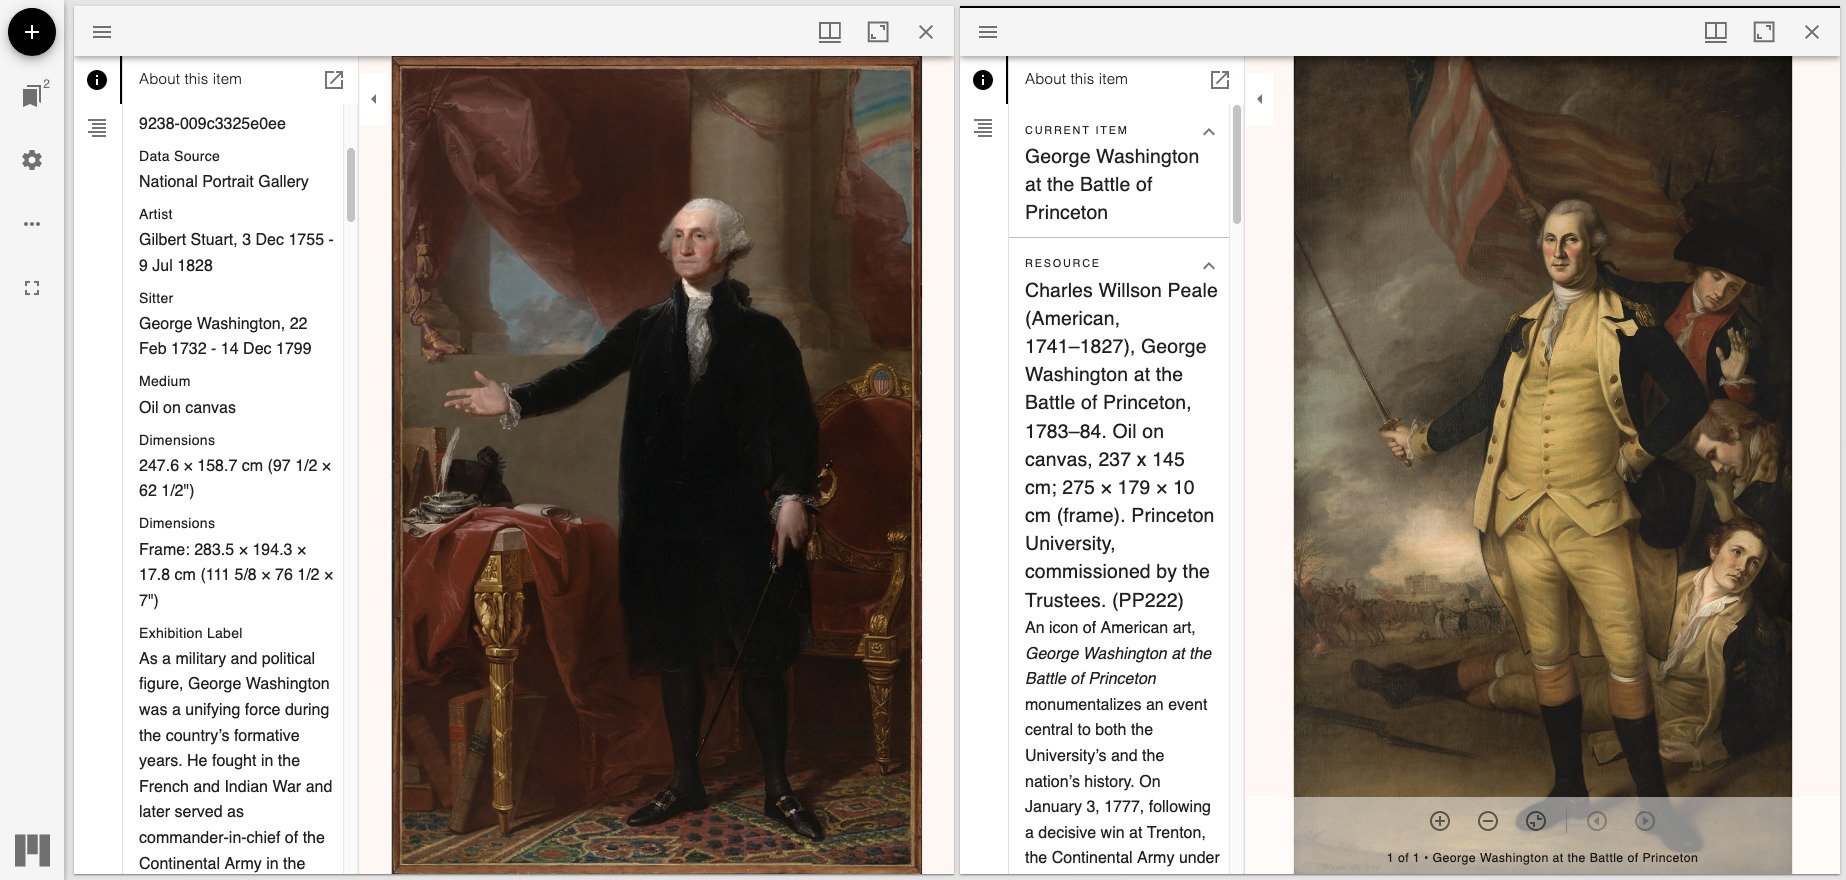 2
About this item
9238-009c3325e0ee
Data Source
National Portrait Gallery
Artist
Gilbert Stuart, 3 Dec 1755 -
9 Jul 1828
Sitter
George Washington, 22
Feb 1732 - 14 Dec 1799
Medium
Oil on canvas
Dimensions
247.6 × 158.7 cm (97 1/2 ×
62 1/2")
Dimensions
Frame: 283.5 × 194.3 ×
17.8 cm (111 5/8 × 76 1/2 ×
7")
Exhibition Label
As a military and political
figure, George Washington
was a unifying force during
the country’s formative
years. He fought in the
French and Indian War and
later served as
commander-in-chief of the
Continental Army in the
About this item
CURRENT ITEM
George Washington
at the Battle of
Princeton
RESOURCE
Charles Willson Peale
(American,
1741–1827), George
Washington at the
Battle of Princeton,
1783–84. Oil on
canvas, 237 x 145
cm; 275 × 179 × 10
cm (frame). Princeton
University,
commissioned by the
Trustees. (PP222)
An icon of American art,
George Washington at the
Battle of Princeton
monumentalizes an event
central to both the
University’s and the
nation’s history. On
January 3, 1777, following
a decisive win at Trenton,
the Continental Army under
1 of 1 • George Washington at the Battle of Princeton